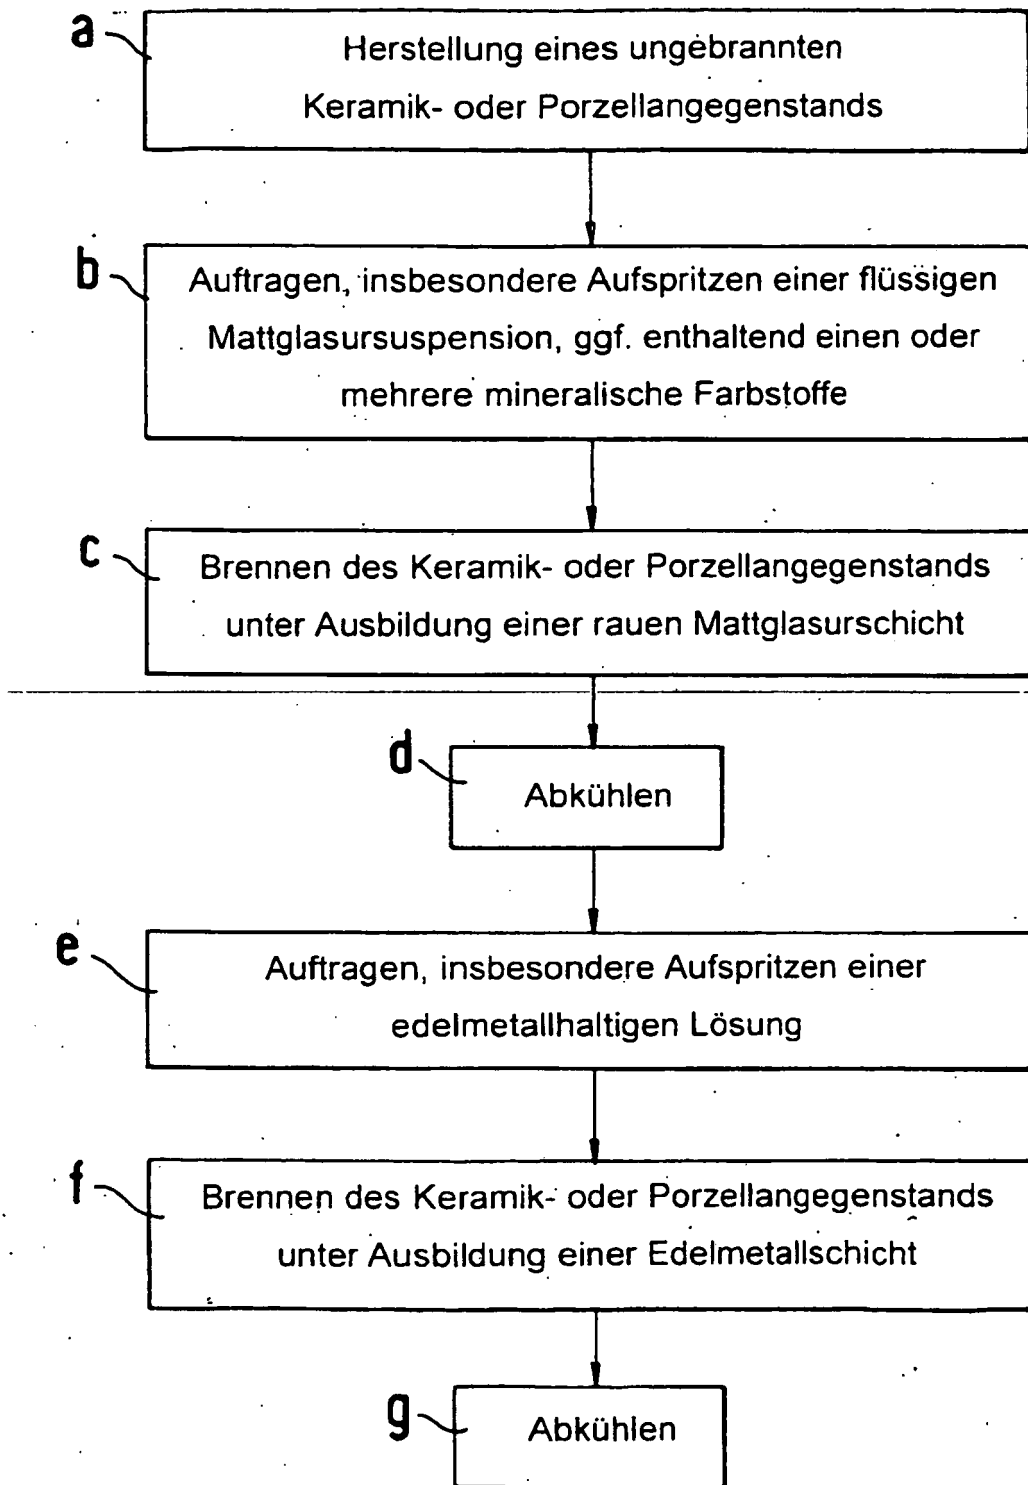 a
Herstellung eines ungebrannten
Keramik- oder Porzellangegenstands
b
Auftragen, insbesondere Aufspritzen einer flüssigen
Mattglasursuspension, ggf. enthaltend einen oder
mehrere mineralische Farbstoffe
c
Brennen des Keramik- oder Porzellangegenstands
unter Ausbildung einer rauen Mattglasurschicht
d
Abkühlen
e
Auftragen, insbesondere Aufspritzen einer
edelmetallhaltigen Lösung
f
Brennen des Keramik- oder Porzellangegenstands
unter Ausbildung einer Edelmetallschicht
g
Abkühlen